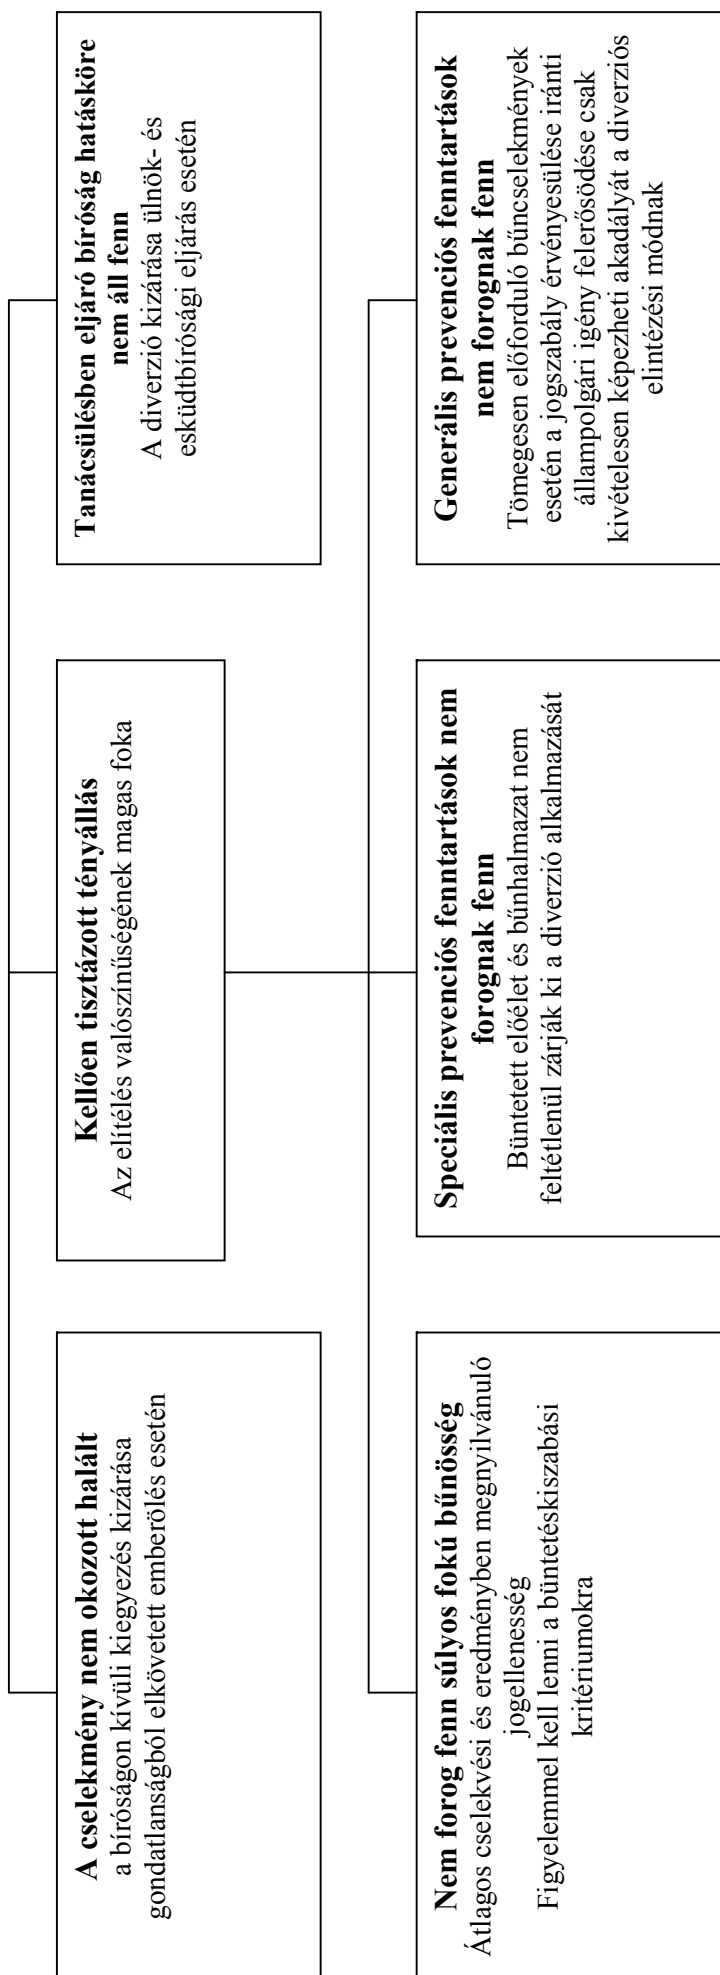 A cselekmény nem okozott halált
a bíróságon kívüli kiegyezés kizárása
gondatlanságból elkövetett emberölés esetén
Kellően tisztázott tényállás
Az elítélés valószínűségének magas foka
Tanácsülésben eljáró bíróság hatásköre
nem áll fenn
A diverzió kizárása ülnök- és
esküdtbírósági eljárás esetén
Nem forog fenn súlyos fokú bűnösség
Átlagos cselekvési és eredményben megnyilvánuló
jogellenesség
Figyelemmel kell lenni a büntetéskiszabási
kritériumokra
Speciális prevenciós fenntartások nem
forognak fenn
Büntetett előélet és bűnhalmazat nem
feltétlenül zárják ki a diverzió alkalmazását
Generális prevenciós fenntartások
nem forognak fenn
Tömegesen előforduló bűncselekmények
esetén a jogszabály érvényesülése iránti
állampolgári igény felerősödése csak
kivételesen képezheti akadályát a diverziós
elintézési módnak